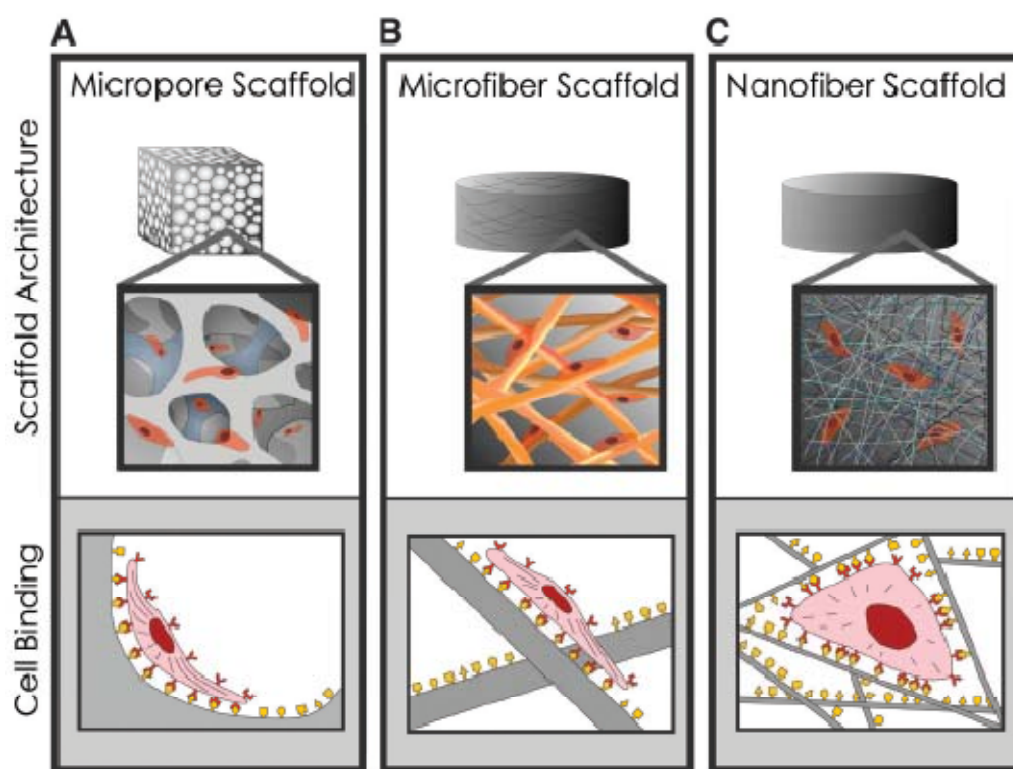 A
B
C
Micropore Scaffold
Microfiber Scaffold
Nanofiber Scaffold
Scaffold Architecture
Cell Binding